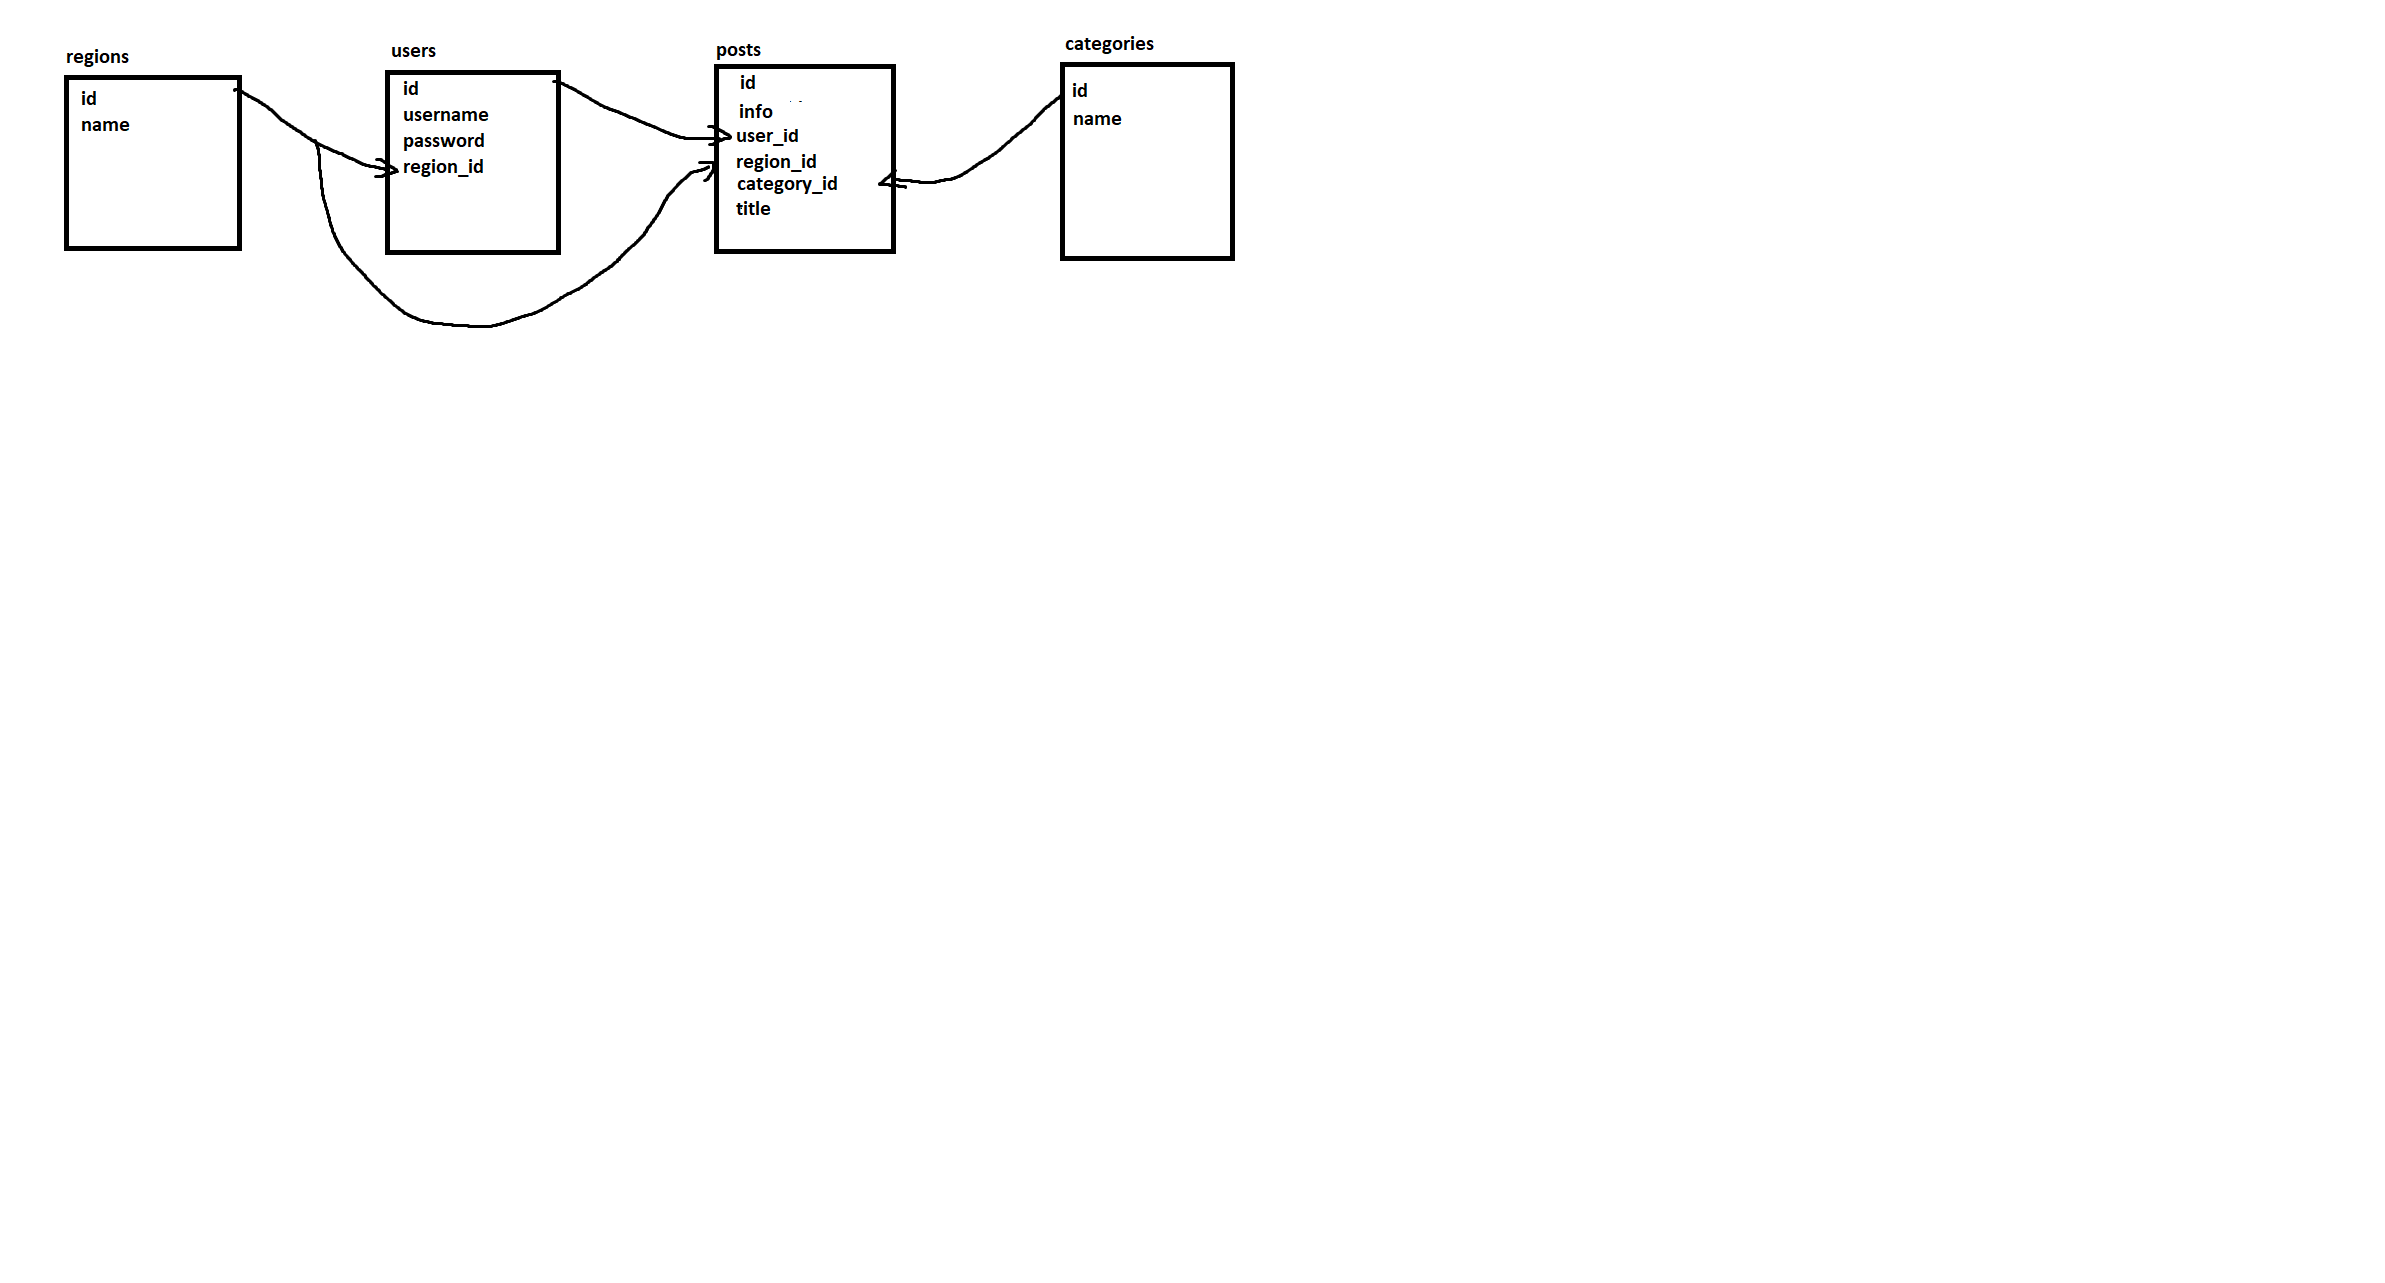 regions
id
name
users
id
username
password
region_id
posts
id
info
user_id
region_id
category_id
title
categories
id
name